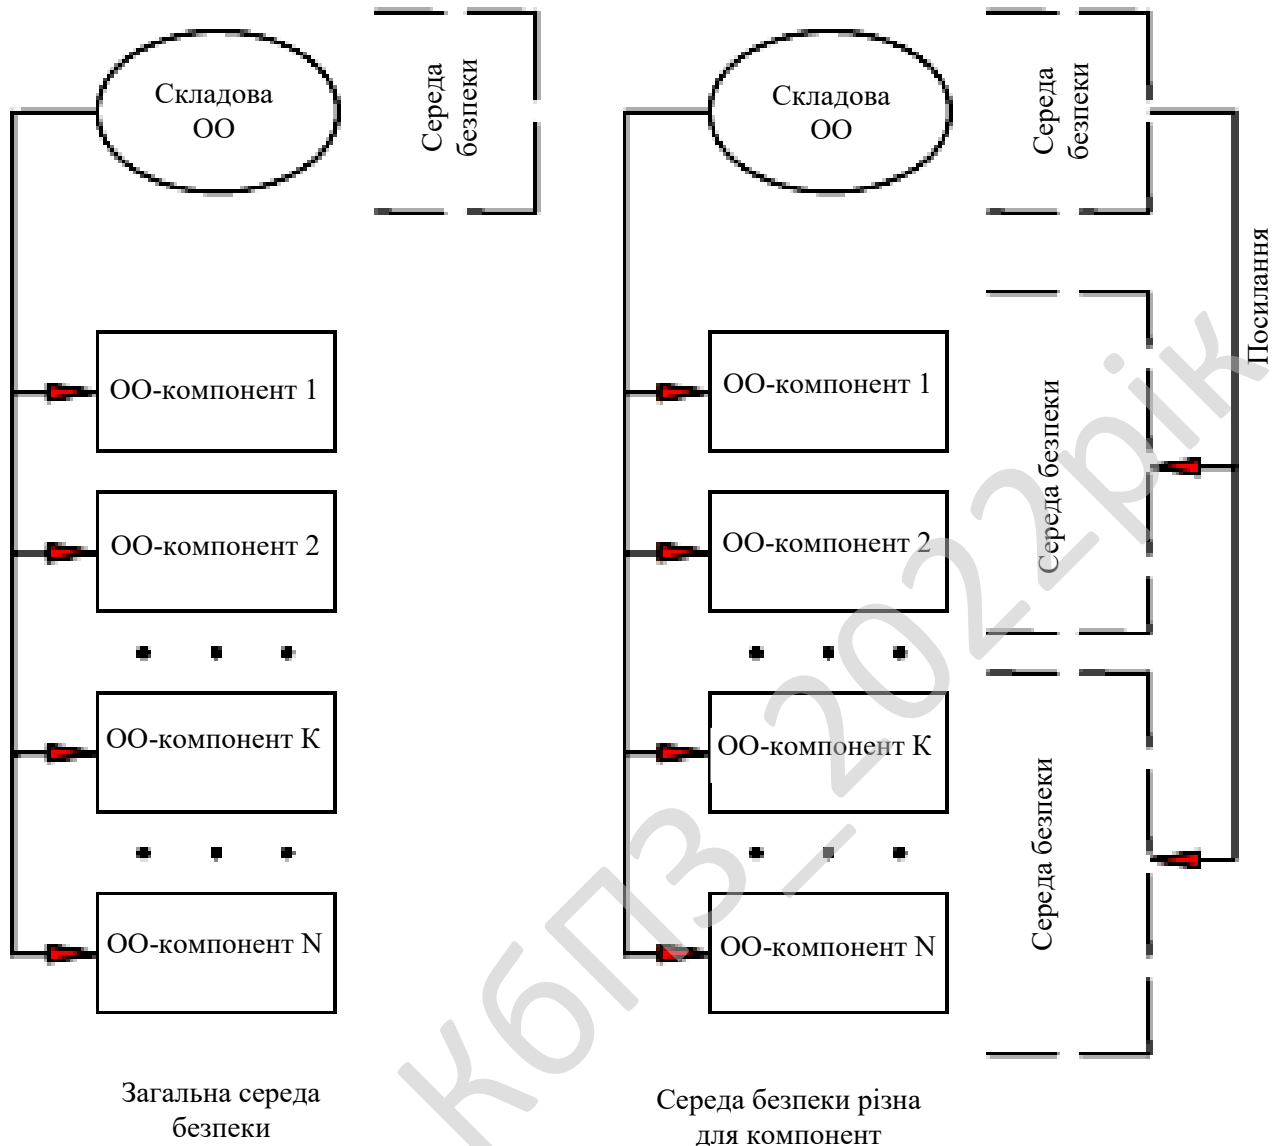 Складова
ОО
Середа
безпеки
ОО-компонент 1
ОО-компонент 2
ОО-компонент К
ОО-компонент N
Загальна середа
безпеки
Складова
ОО
Середа
безпеки
Посилання
ОО-компонент 1
ОО-компонент 2
Середа безпеки
ОО-компонент К
ОО-компонент N
Середа безпеки
Середа безпеки різна
для компонент
КбПЗ_2022рік